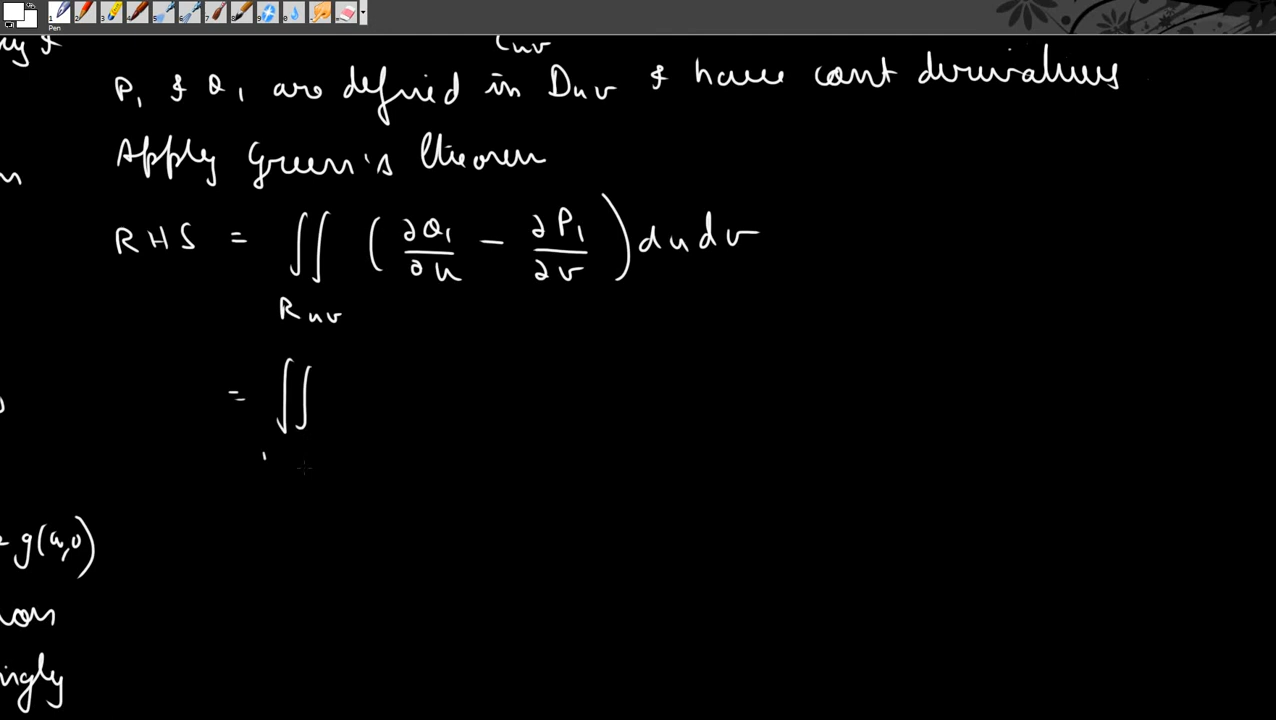 C uv
P1 & Q1 are defined in Duv & have cont derivatives
Apply Green's theorem
RHS = ∬ ( ∂Q1/∂u − ∂P1/∂v ) du dv
Ruv
= ∬
g(a,0)